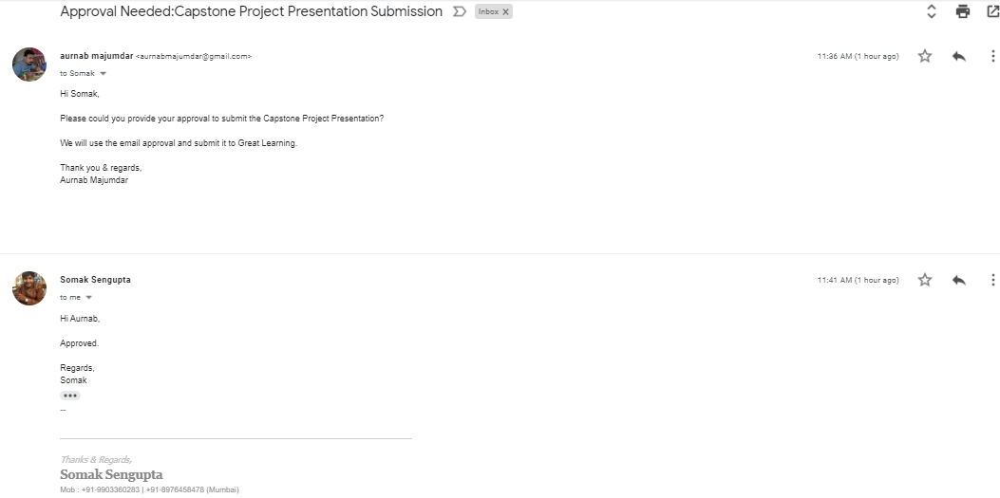 Approval Needed:Capstone Project Presentation Submission Inbox
aurnab majumdar <aurnabmajumdar@gmail.com> 11:36 AM (1 hour ago)
to Somak
Hi Somak,
Please could you provide your approval to submit the Capstone Project Presentation?
We will use the email approval and submit it to Great Learning.
Thank you & regards,
Aurnab Majumdar
Somak Sengupta 11:41 AM (1 hour ago)
to me
Hi Aurnab,
Approved.
Regards,
Somak
--
Thanks & Regards,
Somak Sengupta
Mob : +91-9903360283 | +91-8976458478 (Mumbai)